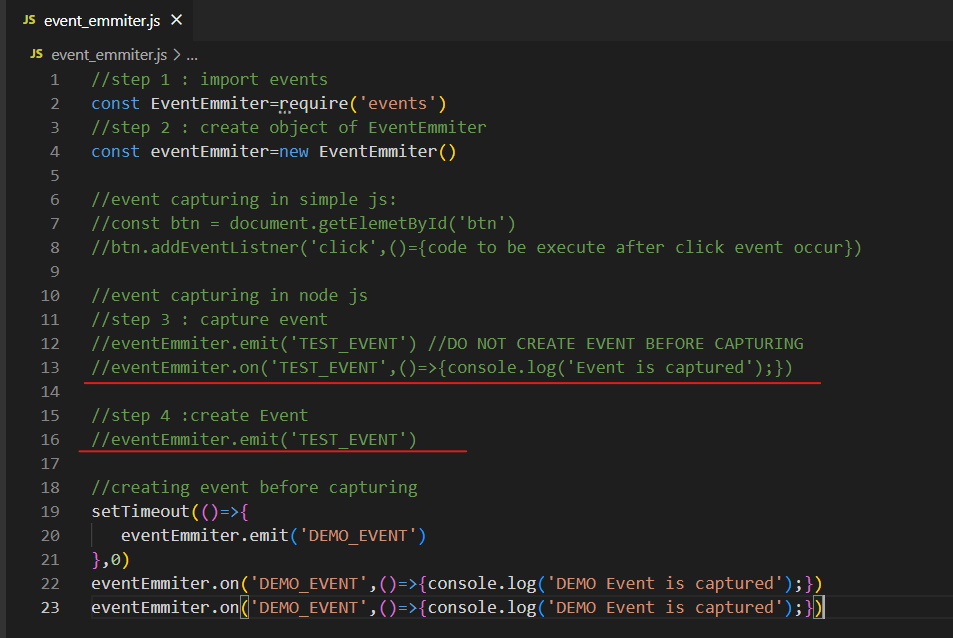 JS event_emmiter.js ×
JS event_emmiter.js > ...
1 //step 1 : import events
2 const EventEmmiter=require('events')
3 //step 2 : create object of EventEmmiter
4 const eventEmmiter=new EventEmmiter()
5
6 //event capturing in simple js:
7 //const btn = document.getElemetById('btn')
8 //btn.addEventListner('click',()={code to be execute after click event occur})
9
10 //event capturing in node js
11 //step 3 : capture event
12 //eventEmmiter.emit('TEST_EVENT') //DO NOT CREATE EVENT BEFORE CAPTURING
13 //eventEmmiter.on('TEST_EVENT',()=>{console.log('Event is captured');})
14
15 //step 4 :create Event
16 //eventEmmiter.emit('TEST_EVENT')
17
18 //creating event before capturing
19 setTimeout(()=>{
20 eventEmmiter.emit('DEMO_EVENT')
21 },0)
22 eventEmmiter.on('DEMO_EVENT',()=>{console.log('DEMO Event is captured');})
23 eventEmmiter.on('DEMO_EVENT',()=>{console.log('DEMO Event is captured');})